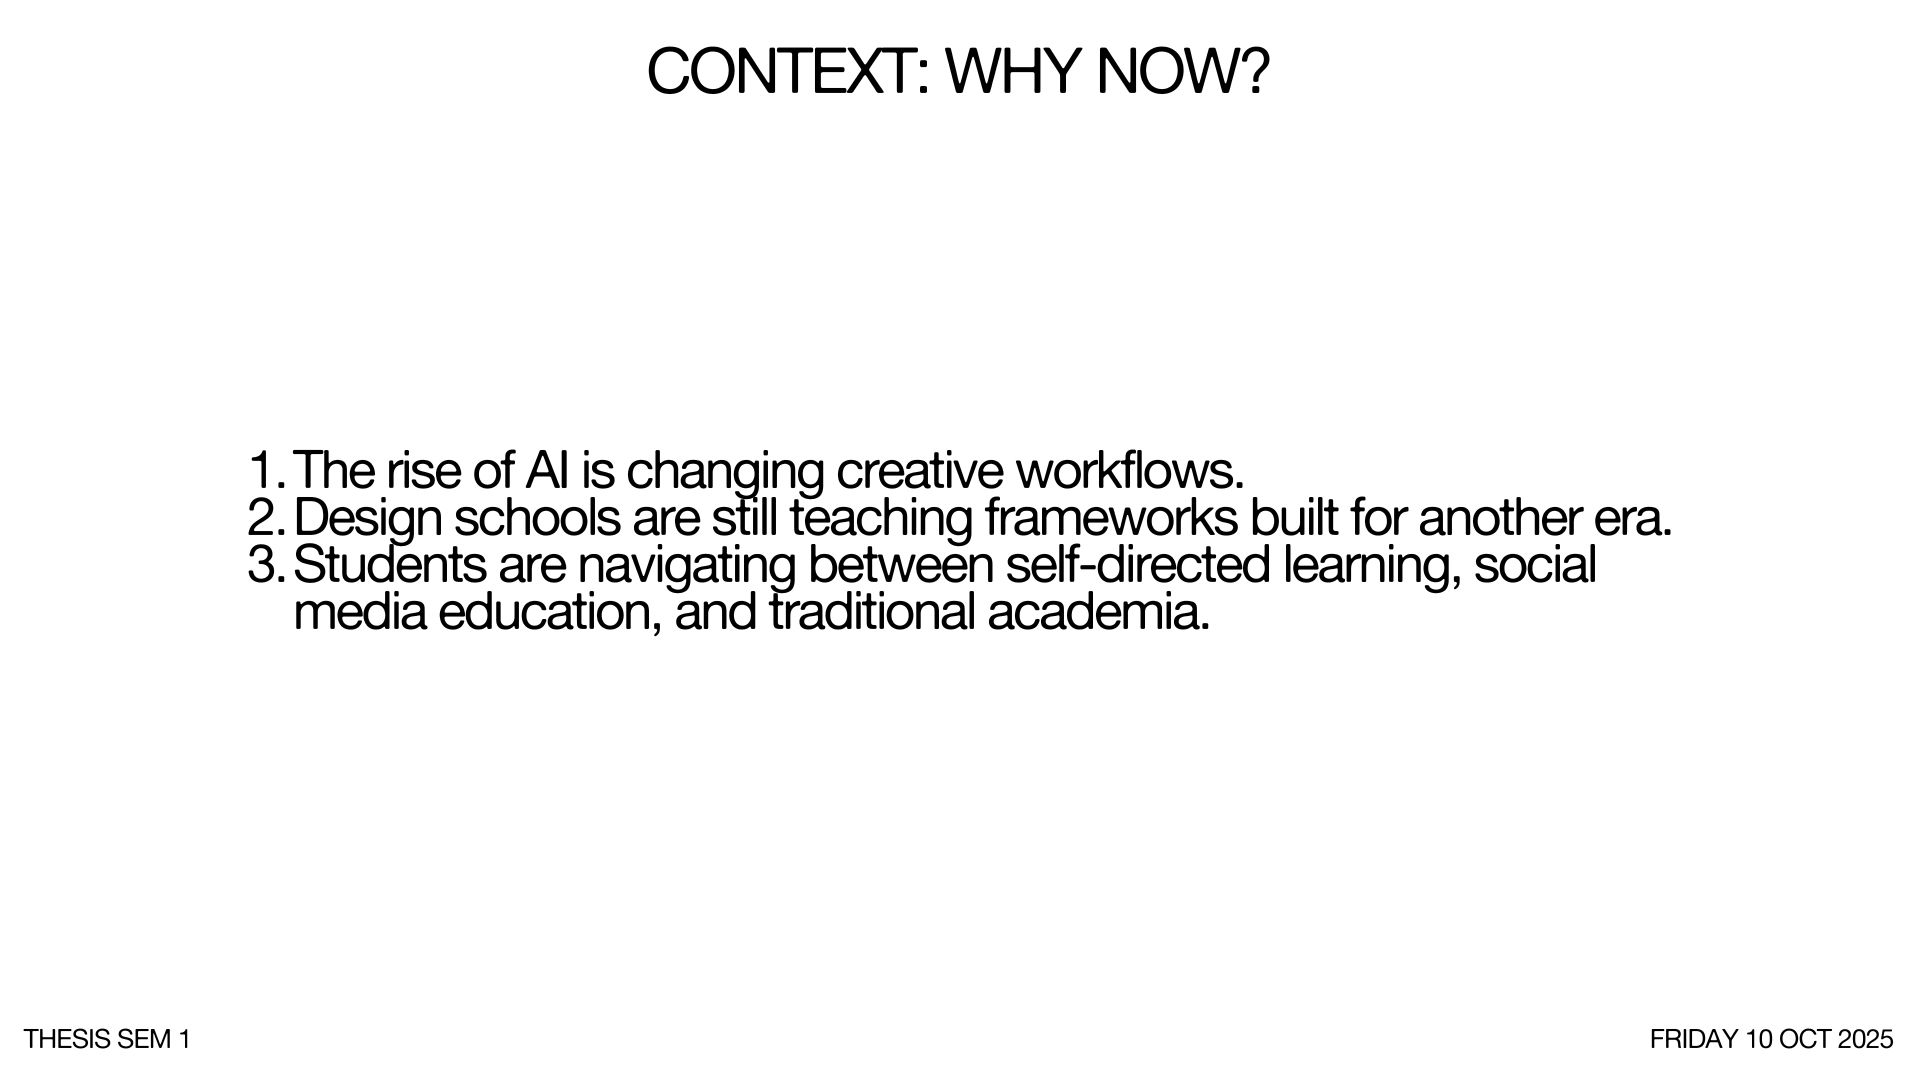 CONTEXT: WHY NOW?
1. The rise of AI is changing creative workflows.
2. Design schools are still teaching frameworks built for another era.
3. Students are navigating between self-directed learning, social
media education, and traditional academia.
THESIS SEM 1
FRIDAY 10 OCT 2025